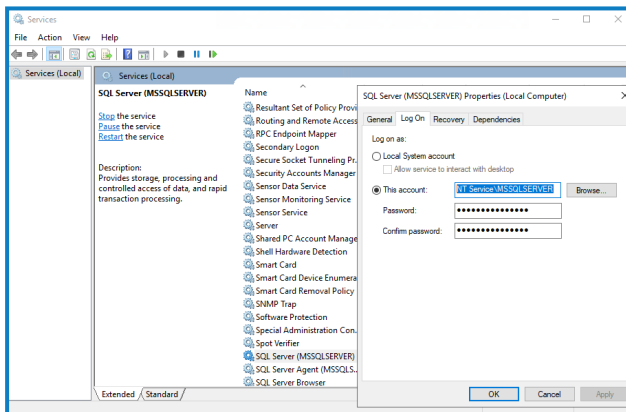 Services
File Action View Help
Services (Local)
Services (Local)
SQL Server (MSSQLSERVER)
Stop the service
Pause the service
Restart the service
Description:
Provides storage, processing and
controlled access of data, and rapid
transaction processing.
Name
Resultant Set of Policy Provi
Routing and Remote Access
RPC Endpoint Mapper
Secondary Logon
Secure Socket Tunneling Pr.
Security Accounts Manager
Sensor Data Service
Sensor Monitoring Service
Sensor Service
Server
Shared PC Account Manage
Shell Hardware Detection
Smart Card
Smart Card Device Enumera
Smart Card Removal Policy
SNMP Trap
Software Protection
Special Administration Con.
Spot Verifier
SQL Server (MSSQLSERVER)
SQL Server Agent (MSSQLS..
SQL Server Browser
Extended Standard
SQL Server (MSSQLSERVER) Properties (Local Computer)
General Log On Recovery Dependencies
Log on as:
Local System account
Allow service to interact with desktop
This account: NT Service\MSSQLSERVER Browse...
Password: •••••••••••••••
Confirm password: •••••••••••••••
OK Cancel Apply